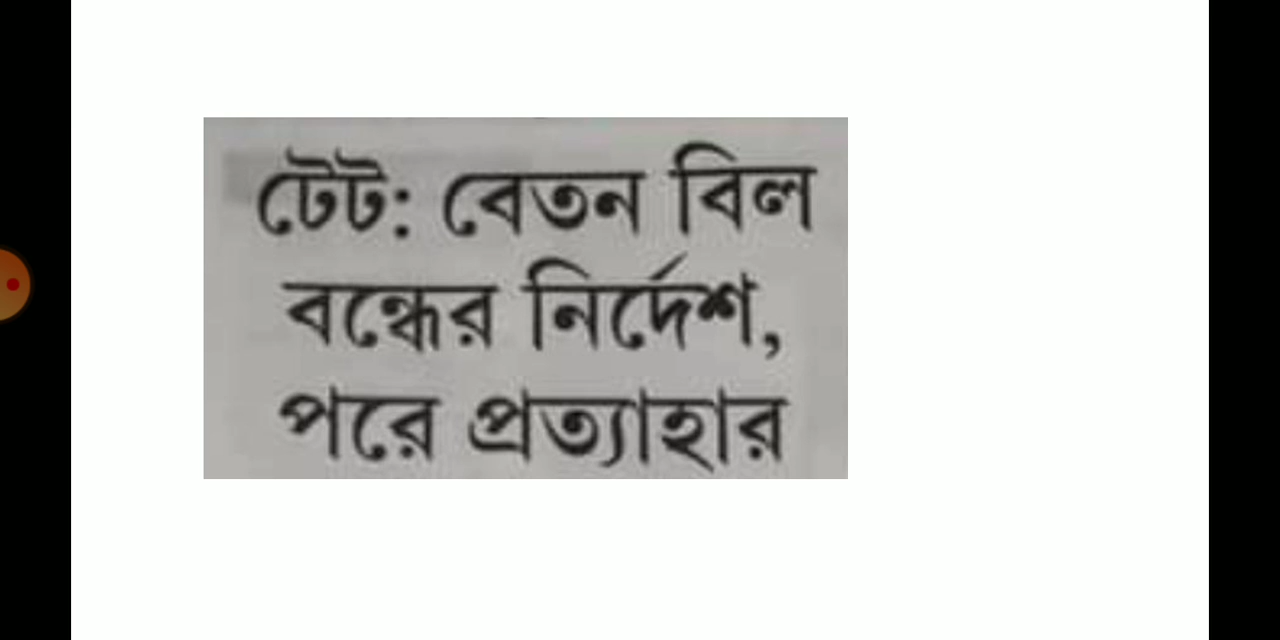 টেট: বেতন বিল
বন্ধের নির্দেশ,
পরে প্রত্যাহার